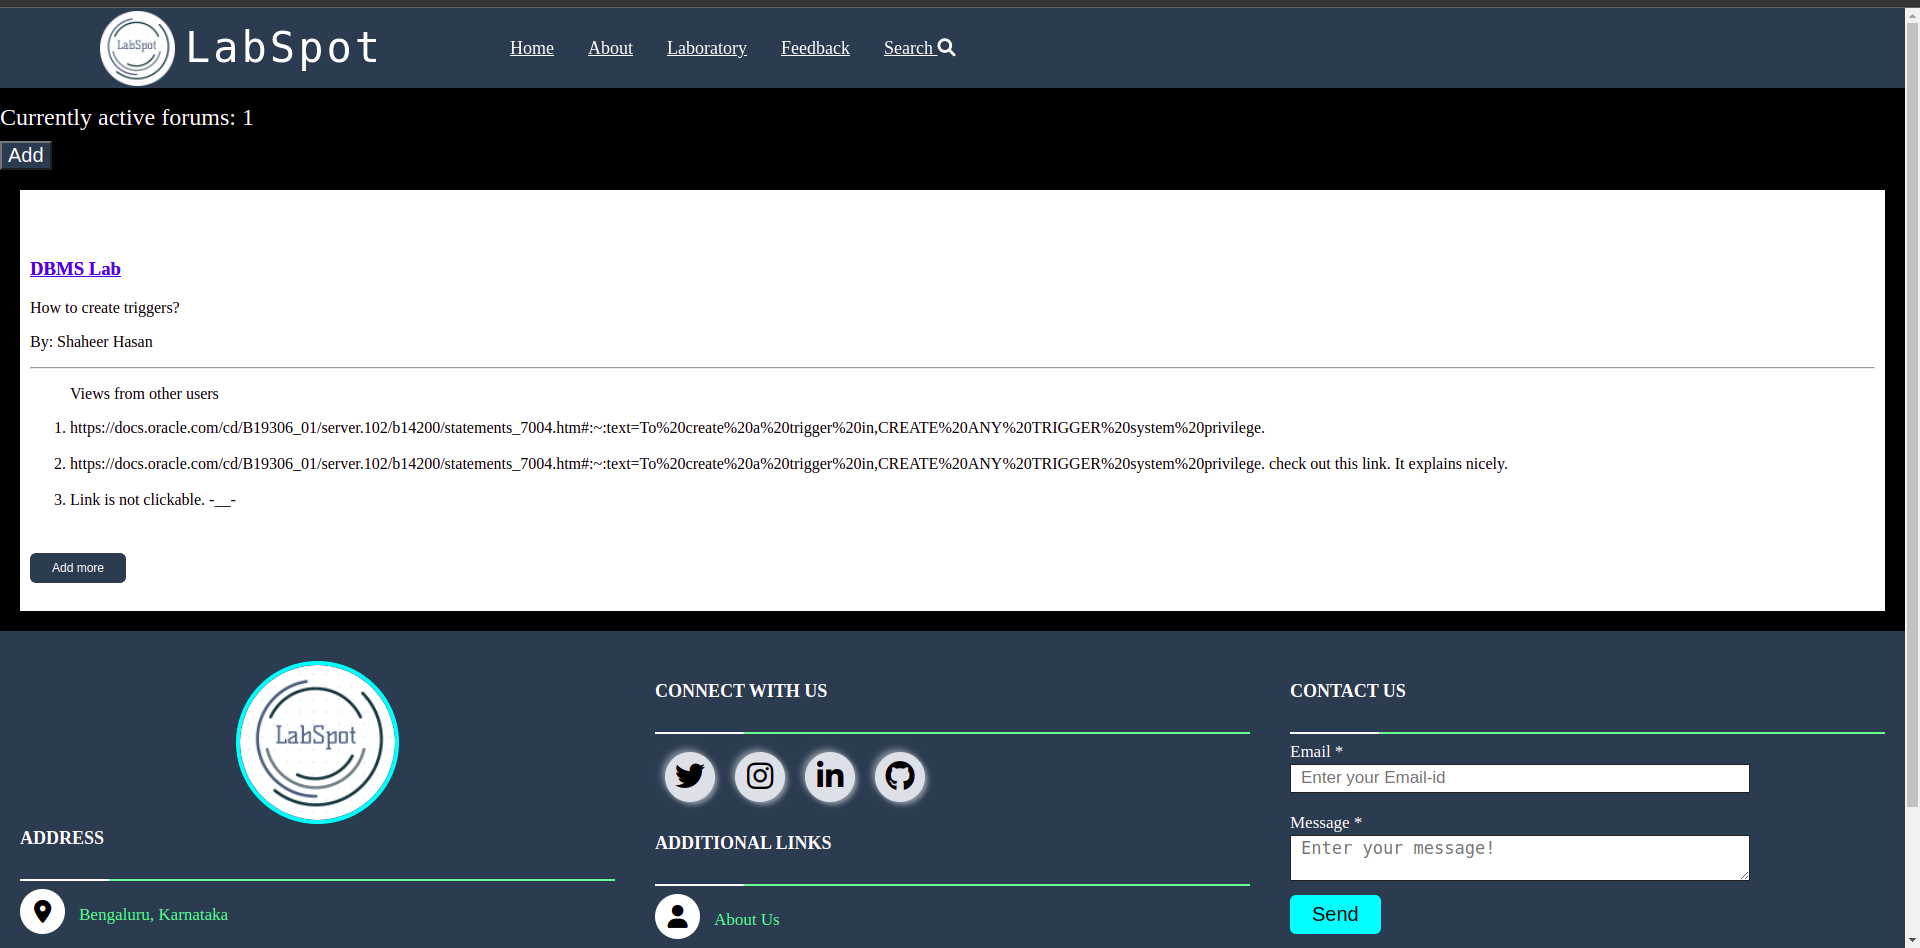 LabSpot
LabSpot
Home About Laboratory Feedback Search
Currently active forums: 1
Add
DBMS Lab
How to create triggers?
By: Shaheer Hasan
Views from other users
1. https://docs.oracle.com/cd/B19306_01/server.102/b14200/statements_7004.htm#:~:text=To%20create%20a%20trigger%20in,CREATE%20ANY%20TRIGGER%20system%20privilege.
2. https://docs.oracle.com/cd/B19306_01/server.102/b14200/statements_7004.htm#:~:text=To%20create%20a%20trigger%20in,CREATE%20ANY%20TRIGGER%20system%20privilege. check out this link. It explains nicely.
3. Link is not clickable. -__-
Add more
LabSpot
ADDRESS
Bengaluru, Karnataka
CONNECT WITH US
in
ADDITIONAL LINKS
About Us
CONTACT US
Email *
Enter your Email-id
Message *
Enter your message!
Send